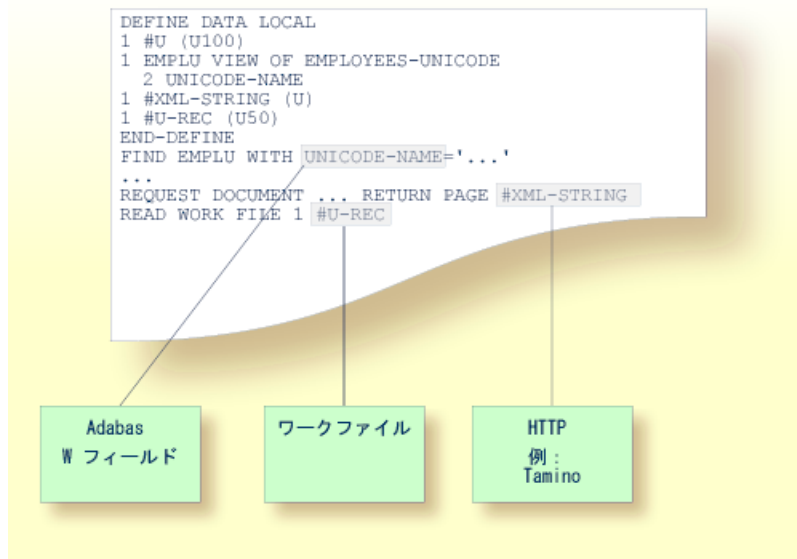 DEFINE DATA LOCAL
1 #U (U100)
1 EMPLU VIEW OF EMPLOYEES-UNICODE
  2 UNICODE-NAME
1 #XML-STRING (U)
1 #U-REC (U50)
END-DEFINE
FIND EMPLU WITH UNICODE-NAME='...'
...
REQUEST DOCUMENT ... RETURN PAGE #XML-STRING
READ WORK FILE 1 #U-REC
Adabas
W フィールド
ワークファイル
HTTP
例：
Tamino